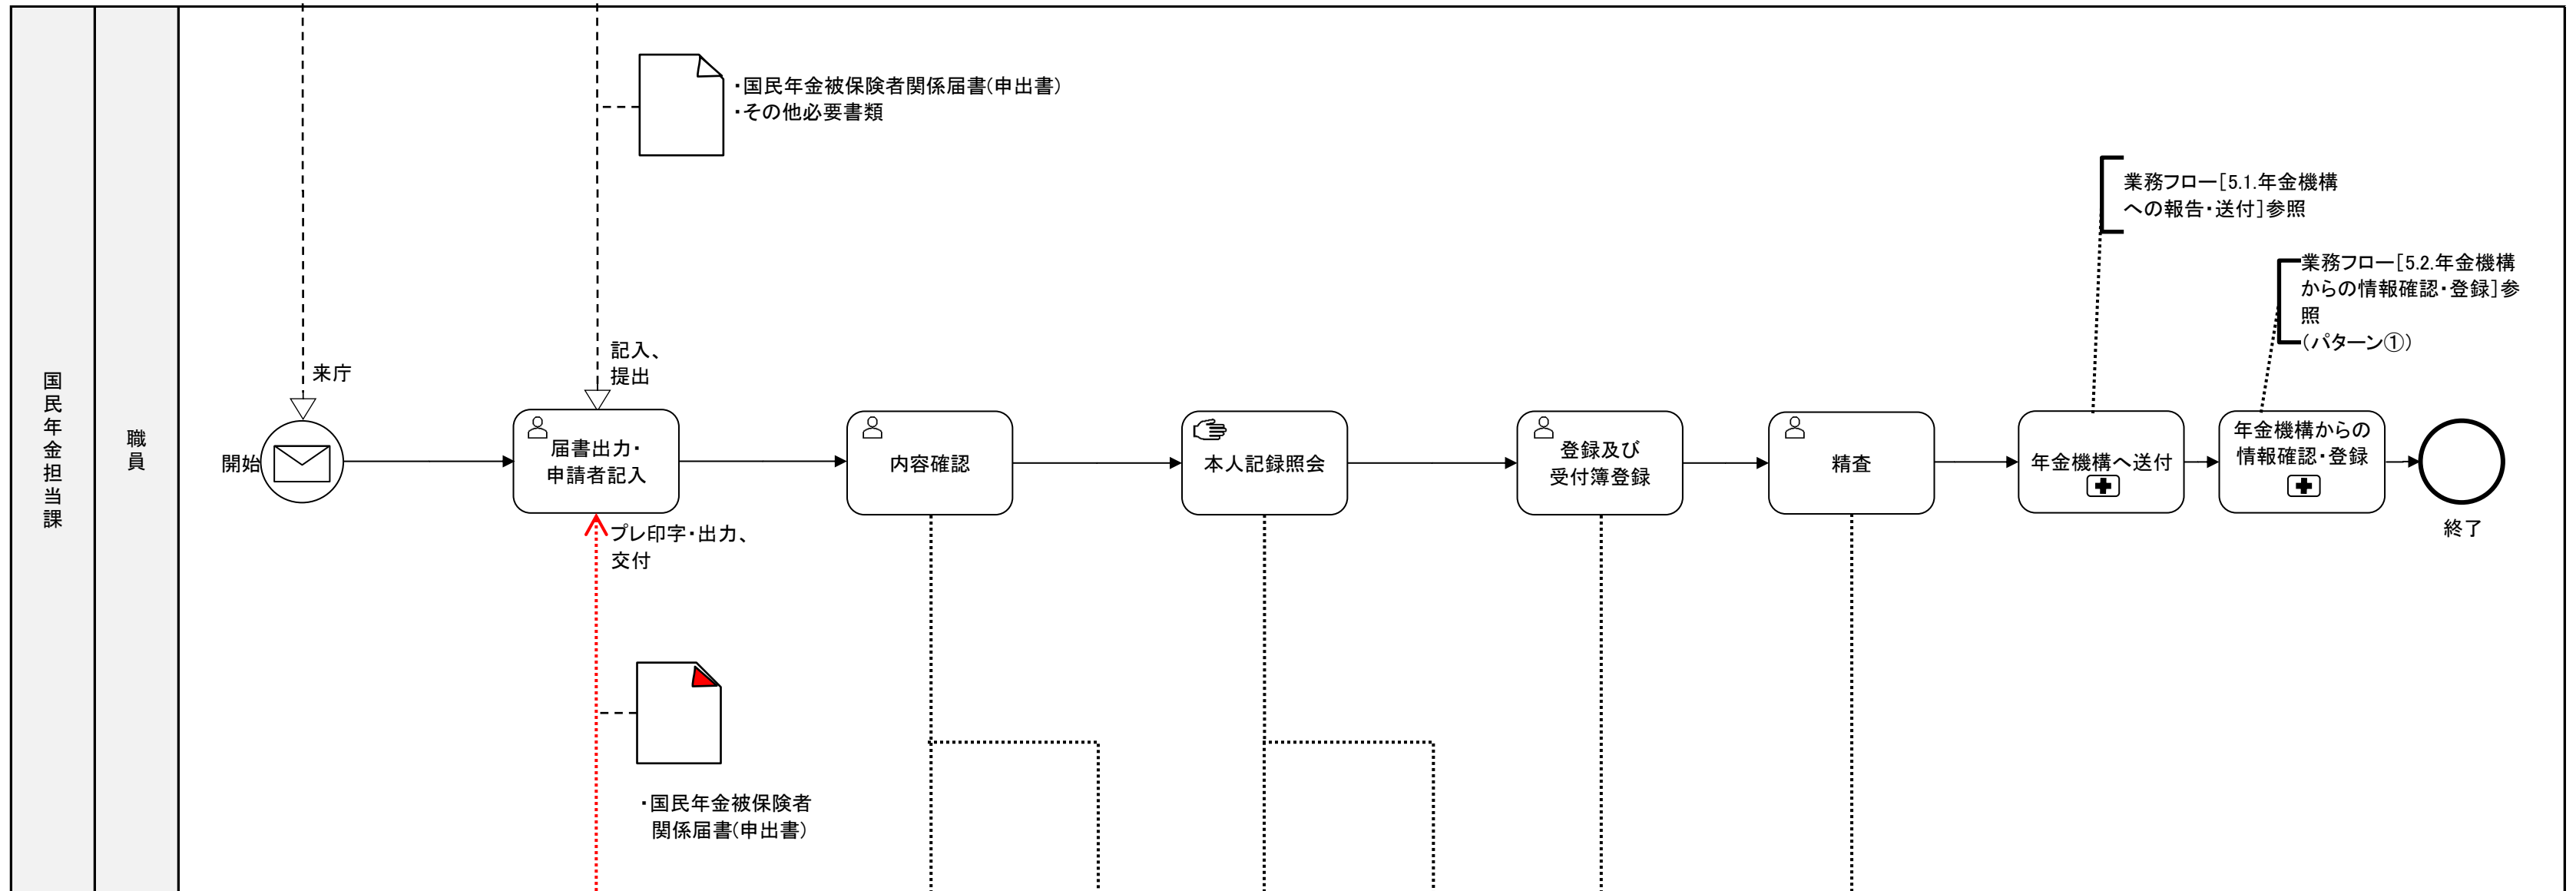 国民年金担当課
職員
・国民年金被保険者関係届書(申出書)
・その他必要書類
業務フロー[5.1.年金機構
への報告・送付]参照
業務フロー[5.2.年金機構
からの情報確認・登録]参
照
(パターン①)
来庁
記入、
提出
開始
届書出力・
申請者記入
内容確認
本人記録照会
登録及び
受付簿登録
精査
年金機構へ送付
年金機構からの
情報確認・登録
終了
プレ印字・出力、
交付
・国民年金被保険者
関係届書(申出書)